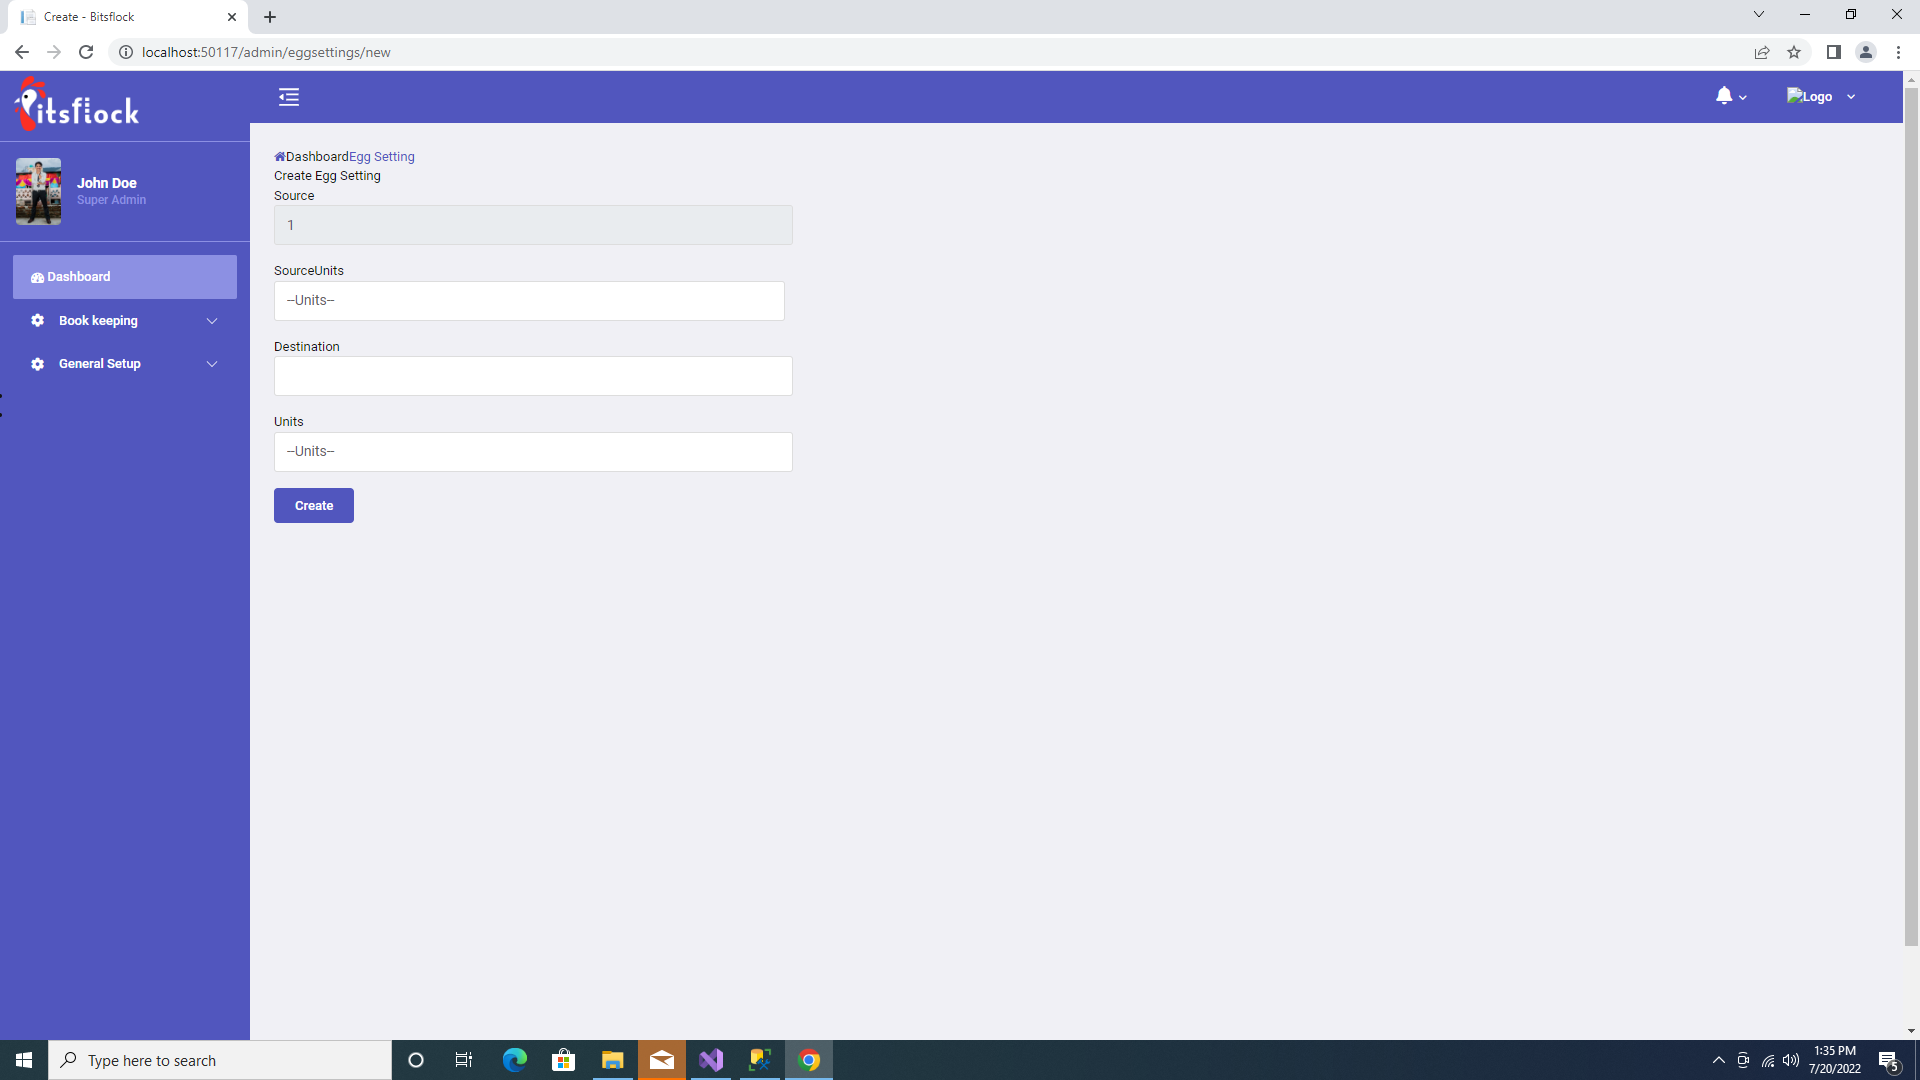 Create - Bitsflock
localhost:50117/admin/eggsettings/new
itsflock
Logo
John Doe
Super Admin
Dashboard
Book keeping
General Setup
DashboardEgg Setting
Create Egg Setting
Source
1
SourceUnits
--Units--
Destination
Units
--Units--
Create
Type here to search
1:35 PM
7/20/2022
5